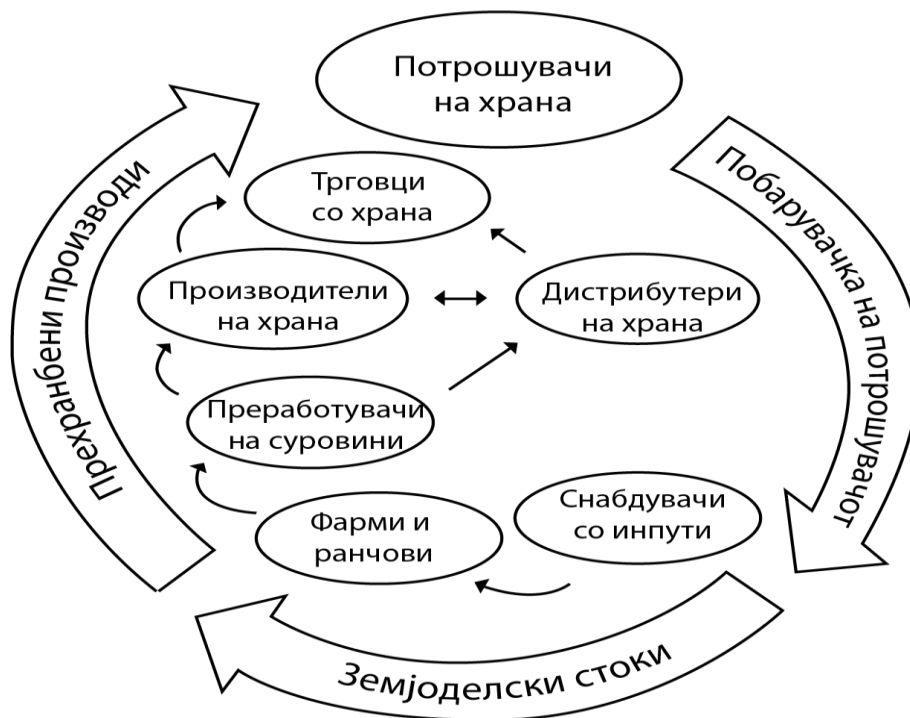 Потрошувачи
на храна
Трговци
со храна
Производители
на храна
Дистрибутери
на храна
Преработувачи
на суровини
Фарми и
ранчови
Снабдувачи
со инпути
Прехранбени производи
Побарувачка на потрошувачот
Земјоделски стоки